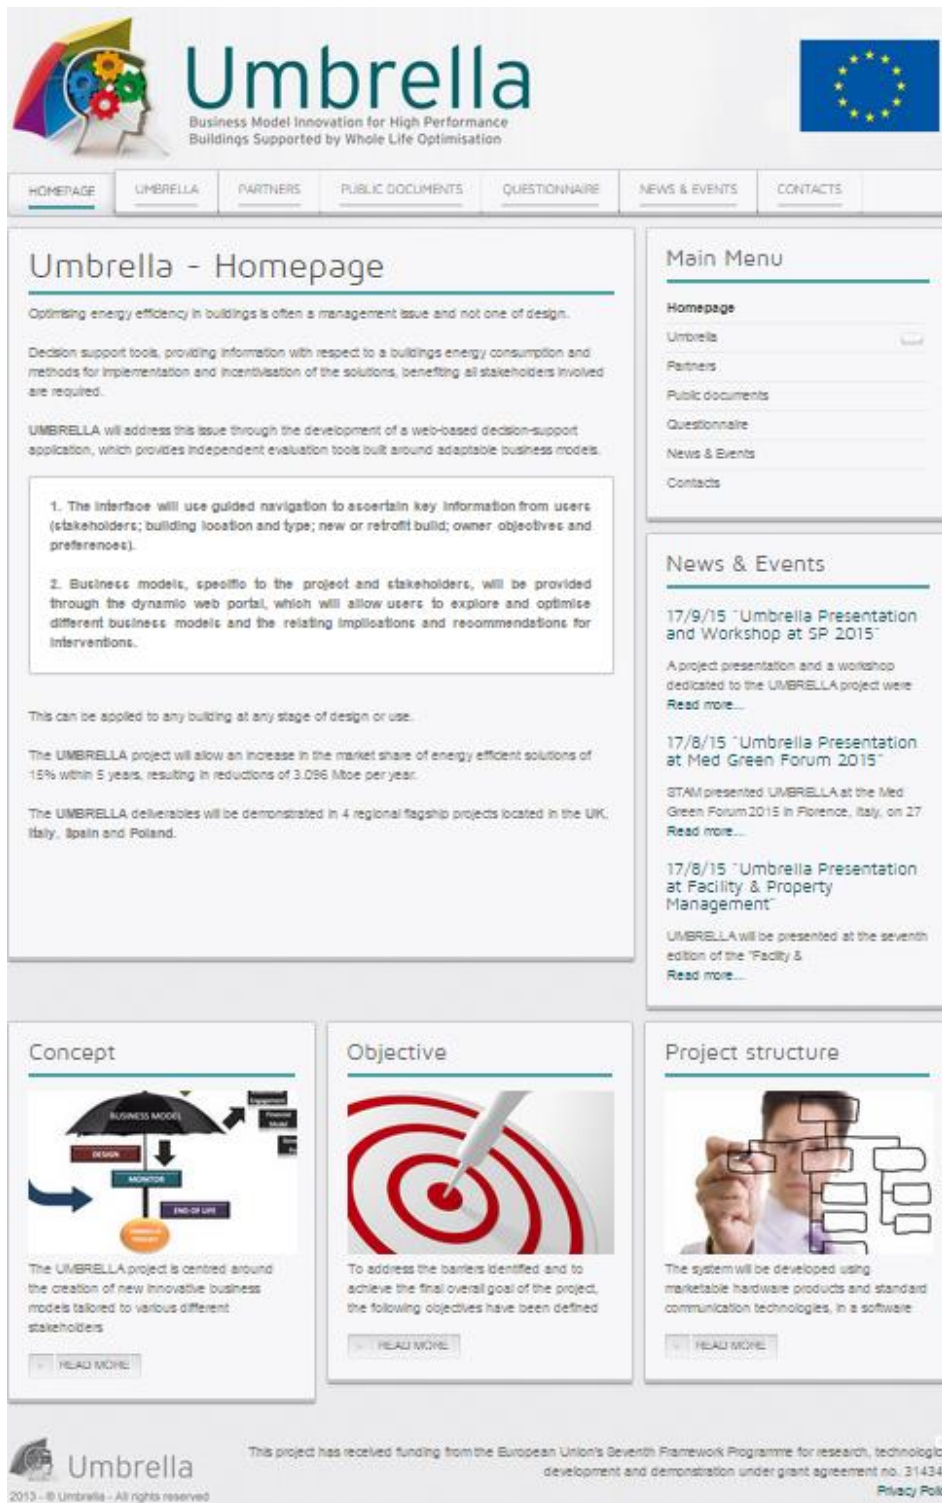 Umbrella
Business Model Innovation for High Performance
Buildings Supported by Whole Life Optimisation
HOMEPAGE
UMBRELLA
PARTNERS
PUBLIC DOCUMENTS
QUESTIONNAIRE
NEWS & EVENTS
CONTACTS
Umbrella - Homepage
Optimising energy efficiency in buildings is often a management issue and not one of design.
Decision support tools, providing information with respect to a buildings energy consumption and
methods for implementation and incentivisation of the solutions, benefiting all stakeholders involved
are required.
UMBRELLA will address this issue through the development of a web-based decision-support
application, which provides independent evaluation tools built around adaptable business models.
1. The interface will use guided navigation to ascertain key information from users
(stakeholders; building location and type; new or retrofit build; owner objectives and
preferences).
2. Business models, specific to the project and stakeholders, will be provided
through the dynamic web portal, which will allow users to explore and optimise
different business models and the relating implications and recommendations for
interventions.
This can be applied to any building at any stage of design or use.
The UMBRELLA project will allow an increase in the market share of energy efficient solutions of
15% within 5 years, resulting in reductions of 3.096 Mtoe per year.
The UMBRELLA deliverables will be demonstrated in 4 regional flagship projects located in the UK,
Italy, Spain and Poland.
Main Menu
Homepage
Umbrella
Partners
Public documents
Questionnaire
News & Events
Contacts
News & Events
17/9/15 "Umbrella Presentation
and Workshop at SP 2015"
A project presentation and a workshop
dedicated to the UMBRELLA project were
Read more...
17/8/15 "Umbrella Presentation
at Med Green Forum 2015"
STAM presented UMBRELLA at the Med
Green Forum 2015 in Florence, Italy, on 27
Read more...
17/8/15 "Umbrella Presentation
at Facility & Property
Management"
UMBRELLA will be presented at the seventh
edition of the "Facility &
Read more...
Concept
BUSINESS MODEL
Engagement
Financial
Model
DESIGN
MONITOR
END OF LIFE
The UMBRELLA project is centred around
the creation of new innovative business
models tailored to various different
stakeholders
READ MORE
Objective
To address the barriers identified and to
achieve the final overall goal of the project,
the following objectives have been defined
READ MORE
Project structure
The system will be developed using
marketable hardware products and standard
communication technologies, in a software
READ MORE
Umbrella
2013 - © Umbrella - All rights reserved
This project has received funding from the European Union's Seventh Framework Programme for research, technologic
development and demonstration under grant agreement no. 31434
Privacy Poli